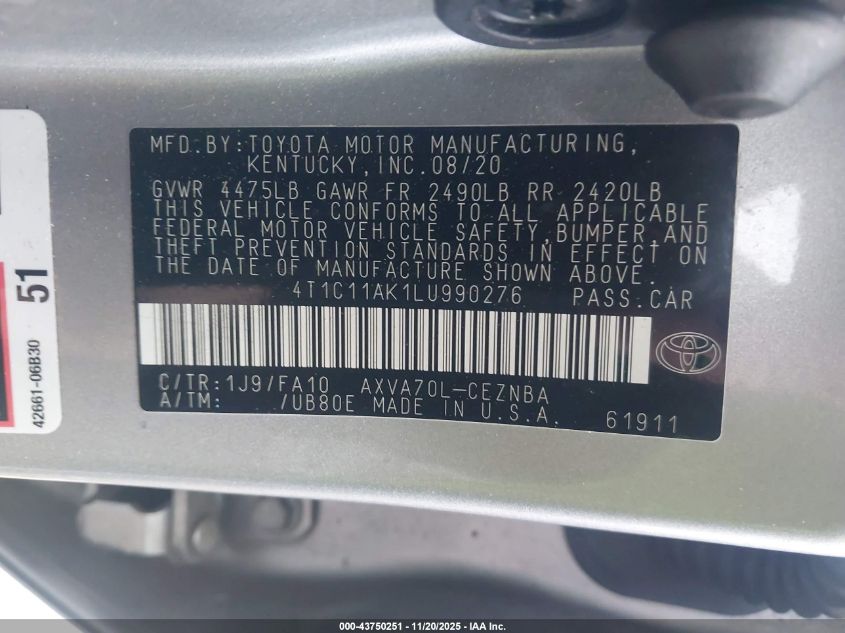 MFD.BY:TOYOTA MOTOR MANUFACTURING,
KENTUCKY,INC.08/20
GVWR 4475LB GAWR FR 2490LB RR 2420LB
THIS VEHICLE CONFORMS TO ALL APPLICABLE
FEDERAL MOTOR VEHICLE SAFETY,BUMPER,AND
THEFT PREVENTION STANDARDS IN EFFECT ON
THE DATE OF MANUFACTURE SHOWN ABOVE.
4T1C11AK1LU990276 PASS.CAR
C/TR:1J9/FA10 AXVA70L-CEZNBA
A/TM: /UB80E MADE IN U.S.A. 61911
51
42661-06B30
000-43750251 - 11/20/2025 - IAA Inc.